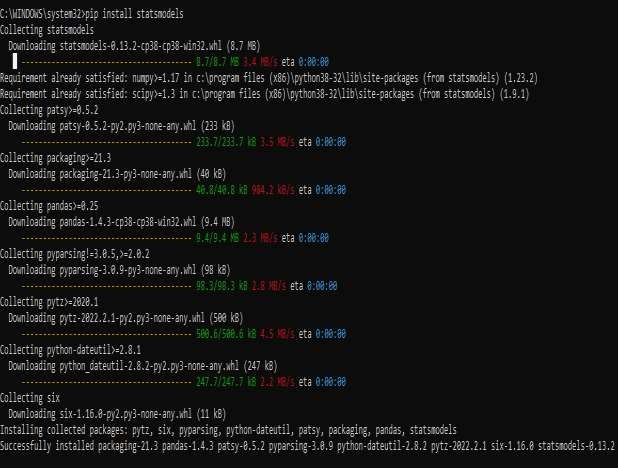 C:\WINDOWS\system32>pip install statsmodels
Collecting statsmodels
Downloading statsmodels-0.13.2-cp38-cp38-win32.whl (8.7 MB)
---------------------------------------- 8.7/8.7 MB 3.4 MB/s eta 0:00:00
Requirement already satisfied: numpy>=1.17 in c:\program files (x86)\python38-32\lib\site-packages (from statsmodels) (1.23.2)
Requirement already satisfied: scipy>=1.3 in c:\program files (x86)\python38-32\lib\site-packages (from statsmodels) (1.9.1)
Collecting patsy>=0.5.2
Downloading patsy-0.5.2-py2.py3-none-any.whl (233 kB)
---------------------------------------- 233.7/233.7 kB 3.5 MB/s eta 0:00:00
Collecting packaging>=21.3
Downloading packaging-21.3-py3-none-any.whl (40 kB)
---------------------------------------- 40.8/40.8 kB 984.2 kB/s eta 0:00:00
Collecting pandas>=0.25
Downloading pandas-1.4.3-cp38-cp38-win32.whl (9.4 MB)
---------------------------------------- 9.4/9.4 MB 2.3 MB/s eta 0:00:00
Collecting pyparsing!=3.0.5,>=2.0.2
Downloading pyparsing-3.0.9-py3-none-any.whl (98 kB)
---------------------------------------- 98.3/98.3 kB 2.8 MB/s eta 0:00:00
Collecting pytz>=2020.1
Downloading pytz-2022.2.1-py2.py3-none-any.whl (500 kB)
---------------------------------------- 500.6/500.6 kB 4.5 MB/s eta 0:00:00
Collecting python-dateutil>=2.8.1
Downloading python_dateutil-2.8.2-py2.py3-none-any.whl (247 kB)
---------------------------------------- 247.7/247.7 kB 2.2 MB/s eta 0:00:00
Collecting six
Downloading six-1.16.0-py2.py3-none-any.whl (11 kB)
Installing collected packages: pytz, six, pyparsing, python-dateutil, patsy, packaging, pandas, statsmodels
Successfully installed packaging-21.3 pandas-1.4.3 patsy-0.5.2 pyparsing-3.0.9 python-dateutil-2.8.2 pytz-2022.2.1 six-1.16.0 statsmodels-0.13.2